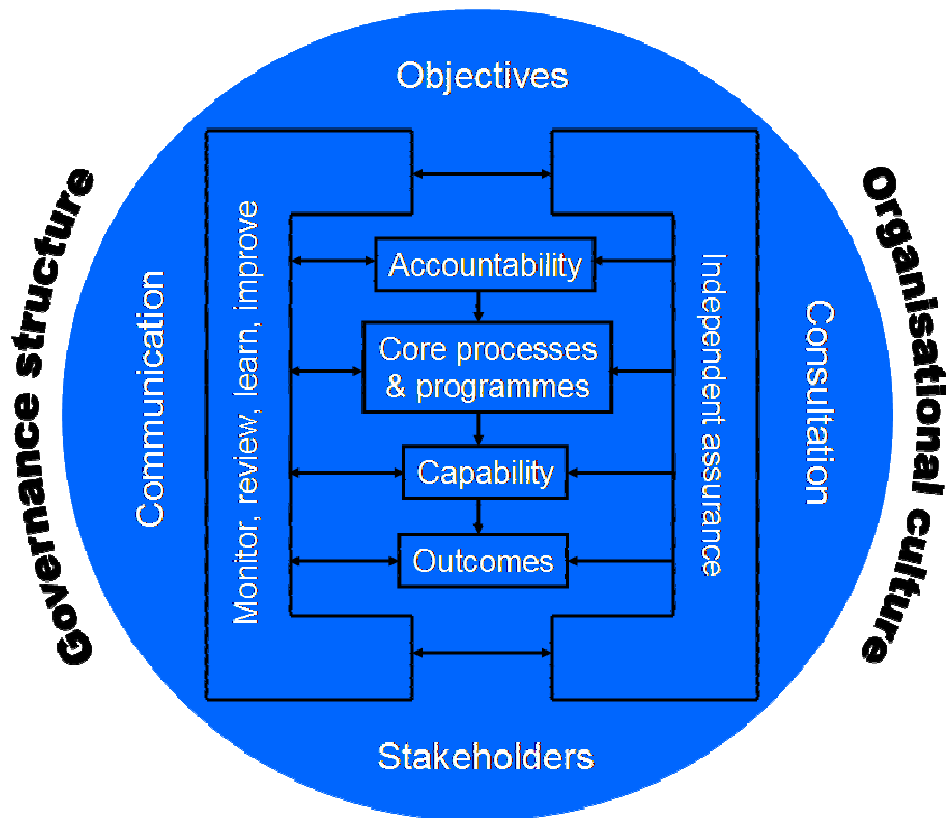 Objectives
Governance structure
Communication
Monitor, review, learn, improve
Accountability
Core processes
& programmes
Capability
Outcomes
Independent assurance
Consultation
Organisational culture
Stakeholders